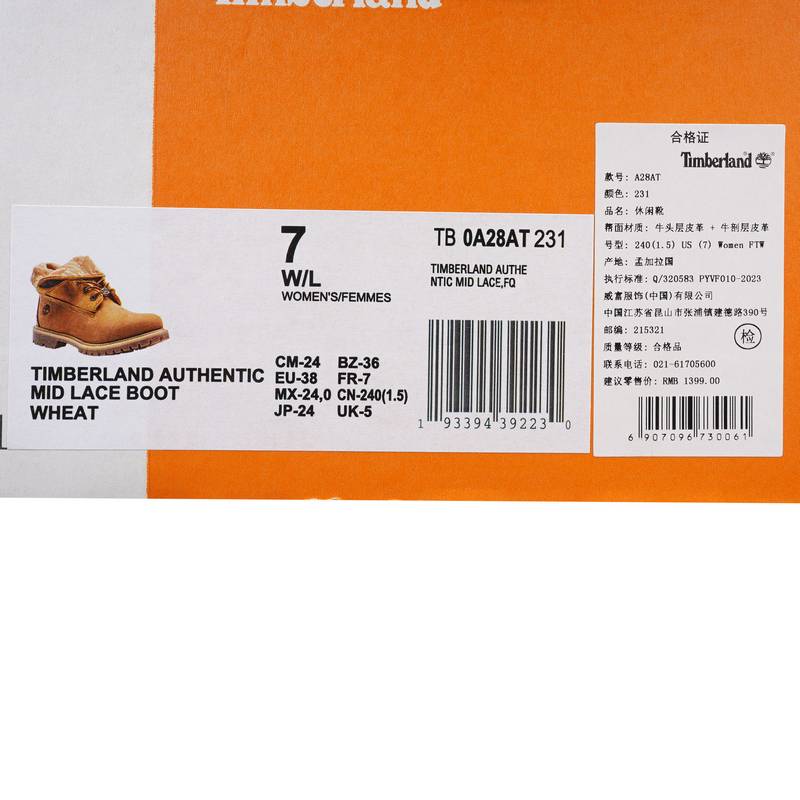 Timberland
7
W/L
WOMEN'S/FEMMES
TB 0A28AT 231
TIMBERLAND AUTHE
NTIC MID LACE,FQ
TIMBERLAND AUTHENTIC
MID LACE BOOT
WHEAT
CM-24 BZ-36
EU-38 FR-7
MX-24,0 CN-240(1.5)
JP-24 UK-5
1 93394 39223 0
合格证
Timberland®
款号: A28AT
颜色: 231
品名: 休闲靴
帮面材质: 牛头层皮革 + 牛剖层皮革
号型: 240(1.5) US (7) Women FTW
产地: 孟加拉国
执行标准: Q/320583 PYVF010-2023
威富服饰(中国)有限公司
中国江苏省昆山市张浦镇建德路390号
邮编: 215321
质量等级: 合格品
检
联系电话: 021-61705600
建议零售价: RMB 1399.00
6 907096 730061